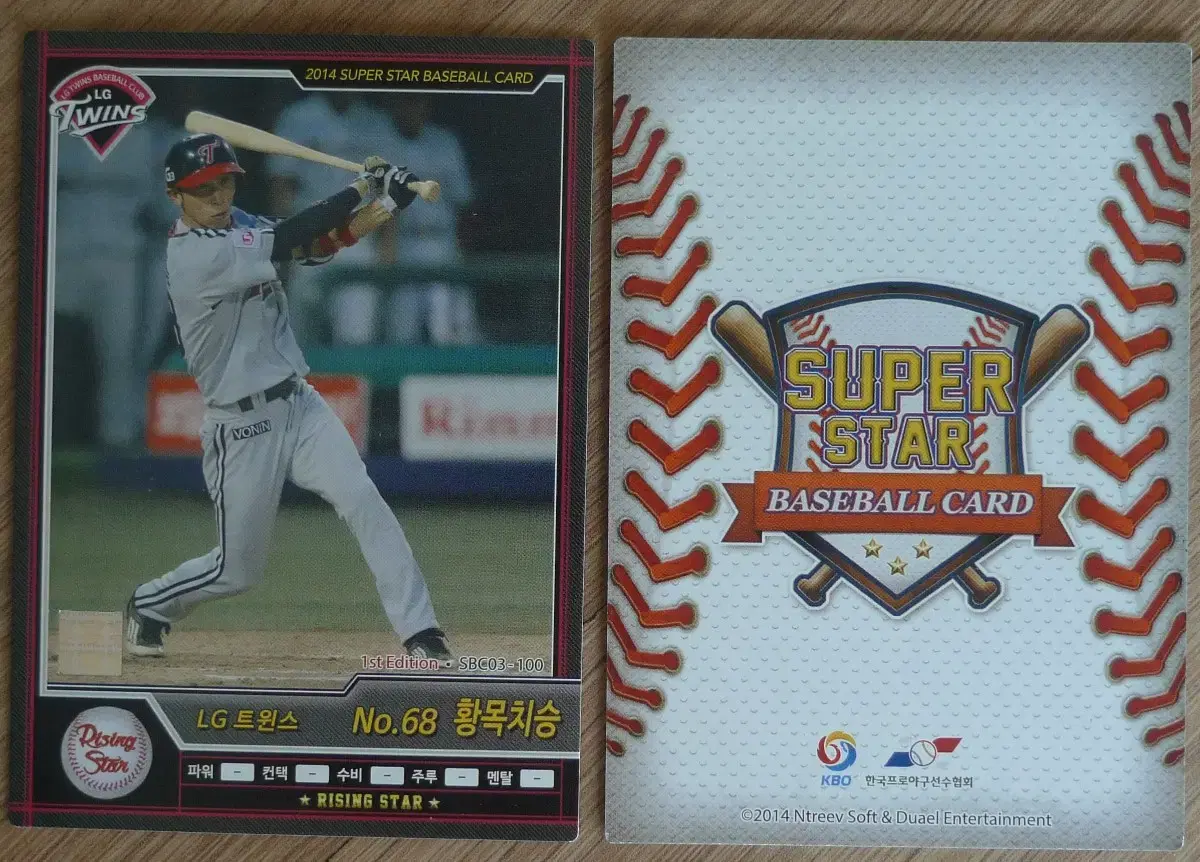 2014 SUPER STAR BASEBALL CARD
LG TWINS BASEBALL CLUB
LG
TWINS
VONIN
1st Edition • SBC03-100
LG 트윈스 No.68 황목치승
Rising Star
파워 - 컨택 - 수비 - 주루 - 멘탈 -
★ RISING STAR ★
SUPER
STAR
BASEBALL CARD
KBO 한국프로야구선수협회
©2014 Ntreev Soft & Duael Entertainment